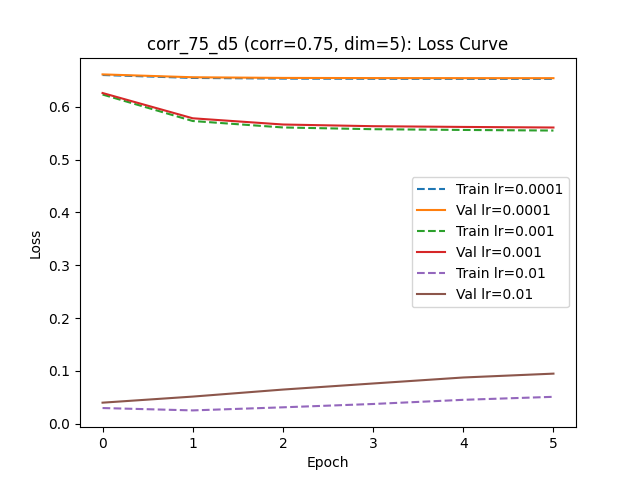 corr_75_d5 (corr=0.75, dim=5): Loss Curve
Loss
0.6
0.5
0.4
0.3
0.2
0.1
0.0
Train lr=0.0001
Val lr=0.0001
Train lr=0.001
Val lr=0.001
Train lr=0.01
Val lr=0.01
0 1 2 3 4 5
Epoch